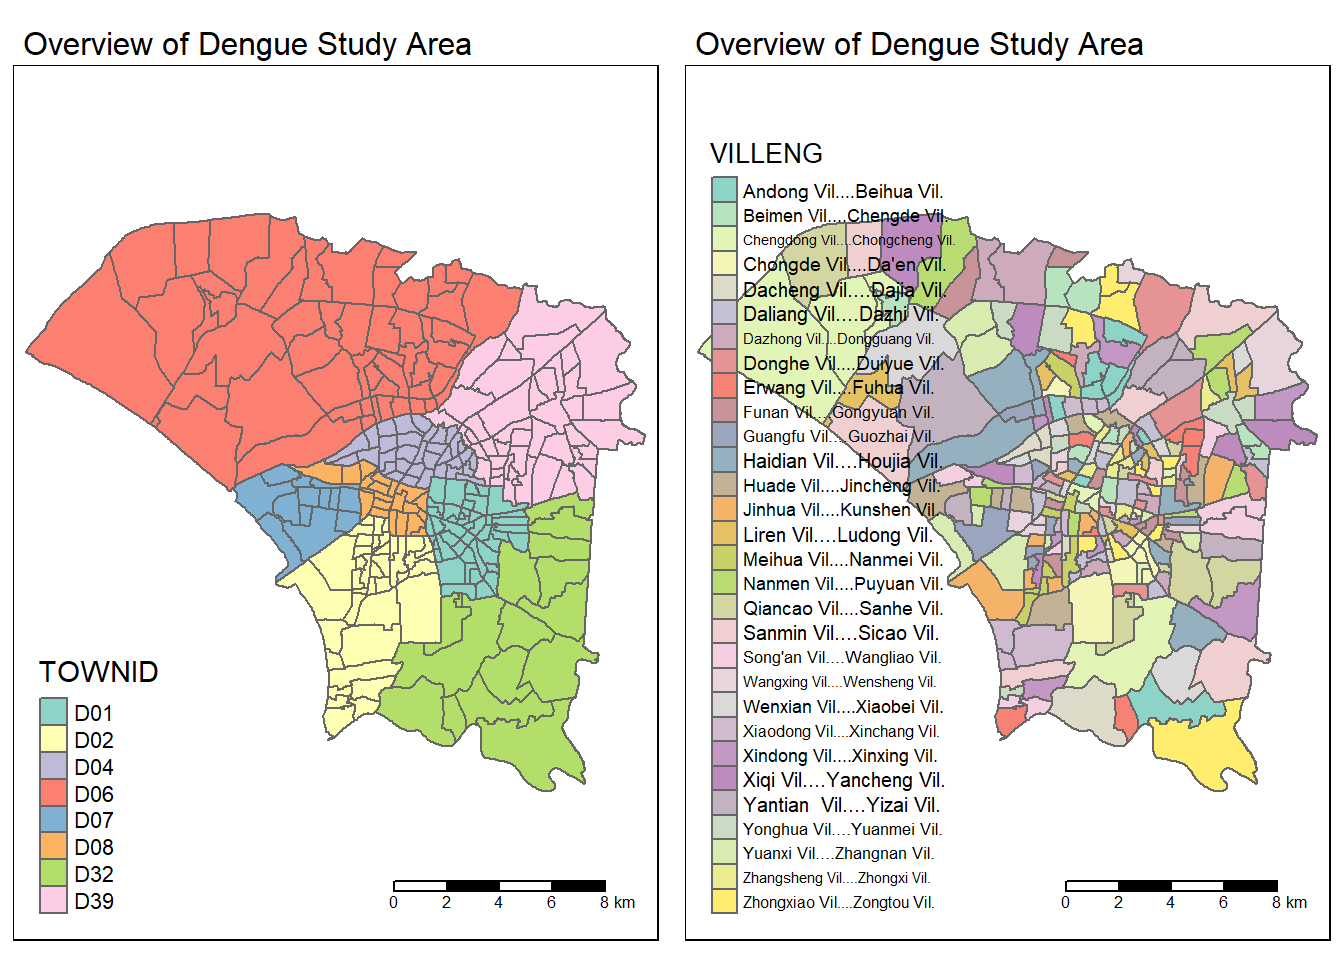 Overview of Dengue Study Area
TOWNID
D01
D02
D04
D06
D07
D08
D32
D39
0 2 4 6 8 km
Overview of Dengue Study Area
VILLENG
Andong Vil....Beihua Vil.
Beimen Vil....Chengde Vil.
Chengdong Vil....Chongcheng Vil.
Chongde Vil....Da'en Vil.
Dacheng Vil....Dajia Vil.
Daliang Vil....Dazhi Vil.
Dazhong Vil....Dongguang Vil.
Donghe Vil....Duiyue Vil.
Erwang Vil....Fuhua Vil.
Funan Vil....Gongyuan Vil.
Guangfu Vil....Guozhai Vil.
Haidian Vil....Houjia Vil.
Huade Vil....Jincheng Vil.
Jinhua Vil....Kunshen Vil.
Liren Vil....Ludong Vil.
Meihua Vil....Nanmei Vil.
Nanmen Vil....Puyuan Vil.
Qiancao Vil....Sanhe Vil.
Sanmin Vil....Sicao Vil.
Song'an Vil....Wangliao Vil.
Wangxing Vil....Wensheng Vil.
Wenxian Vil....Xiaobei Vil.
Xiaodong Vil....Xinchang Vil.
Xindong Vil....Xinxing Vil.
Xiqi Vil....Yancheng Vil.
Yantian  Vil....Yizai Vil.
Yonghua Vil....Yuanmei Vil.
Yuanxi Vil....Zhangnan Vil.
Zhangsheng Vil....Zhongxi Vil.
Zhongxiao Vil....Zongtou Vil.
0 2 4 6 8 km